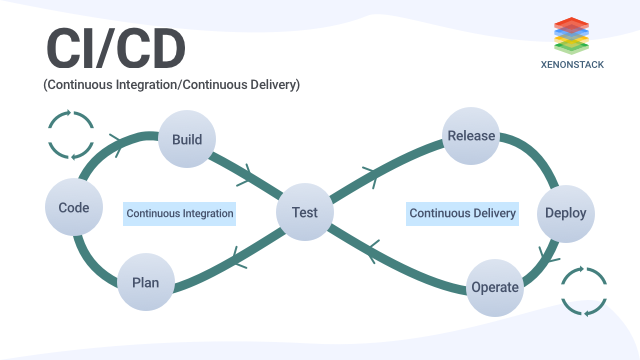 CI/CD
(Continuous Integration/Continuous Delivery)
XENONSTACK
Build
Release
Code
Continuous Integration
Test
Continuous Delivery
Deploy
Plan
Operate